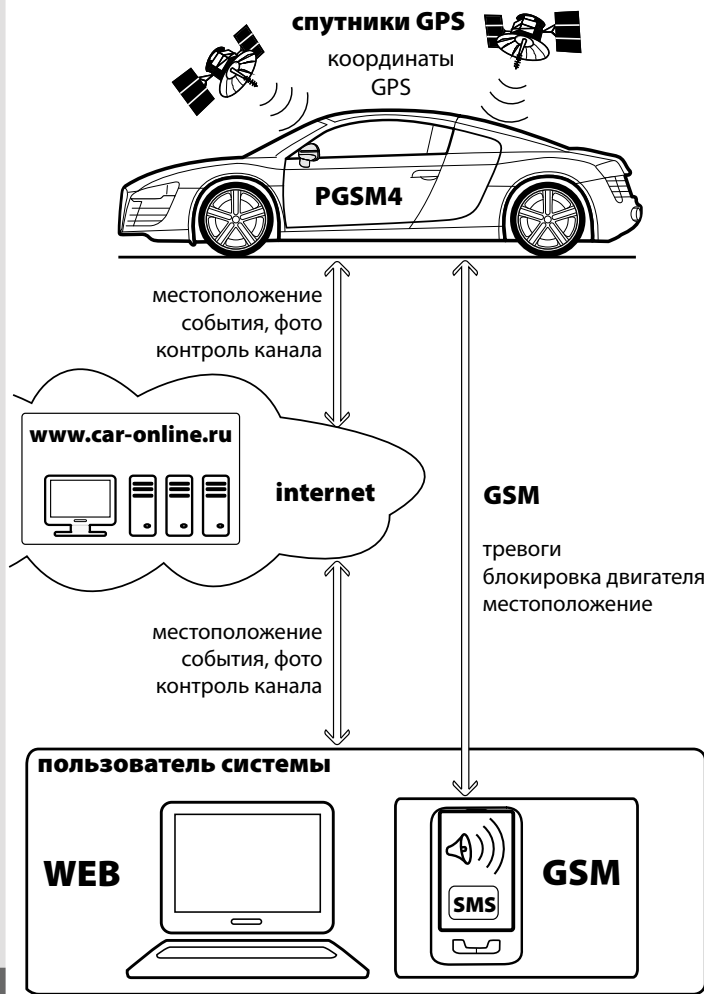 спутники GPS
координаты
GPS
PGSM4
местоположение
события, фото
контроль канала
www.car-online.ru
internet
GSM
тревоги
блокировка двигателя
местоположение
местоположение
события, фото
контроль канала
пользователь системы
WEB
SMS
GSM